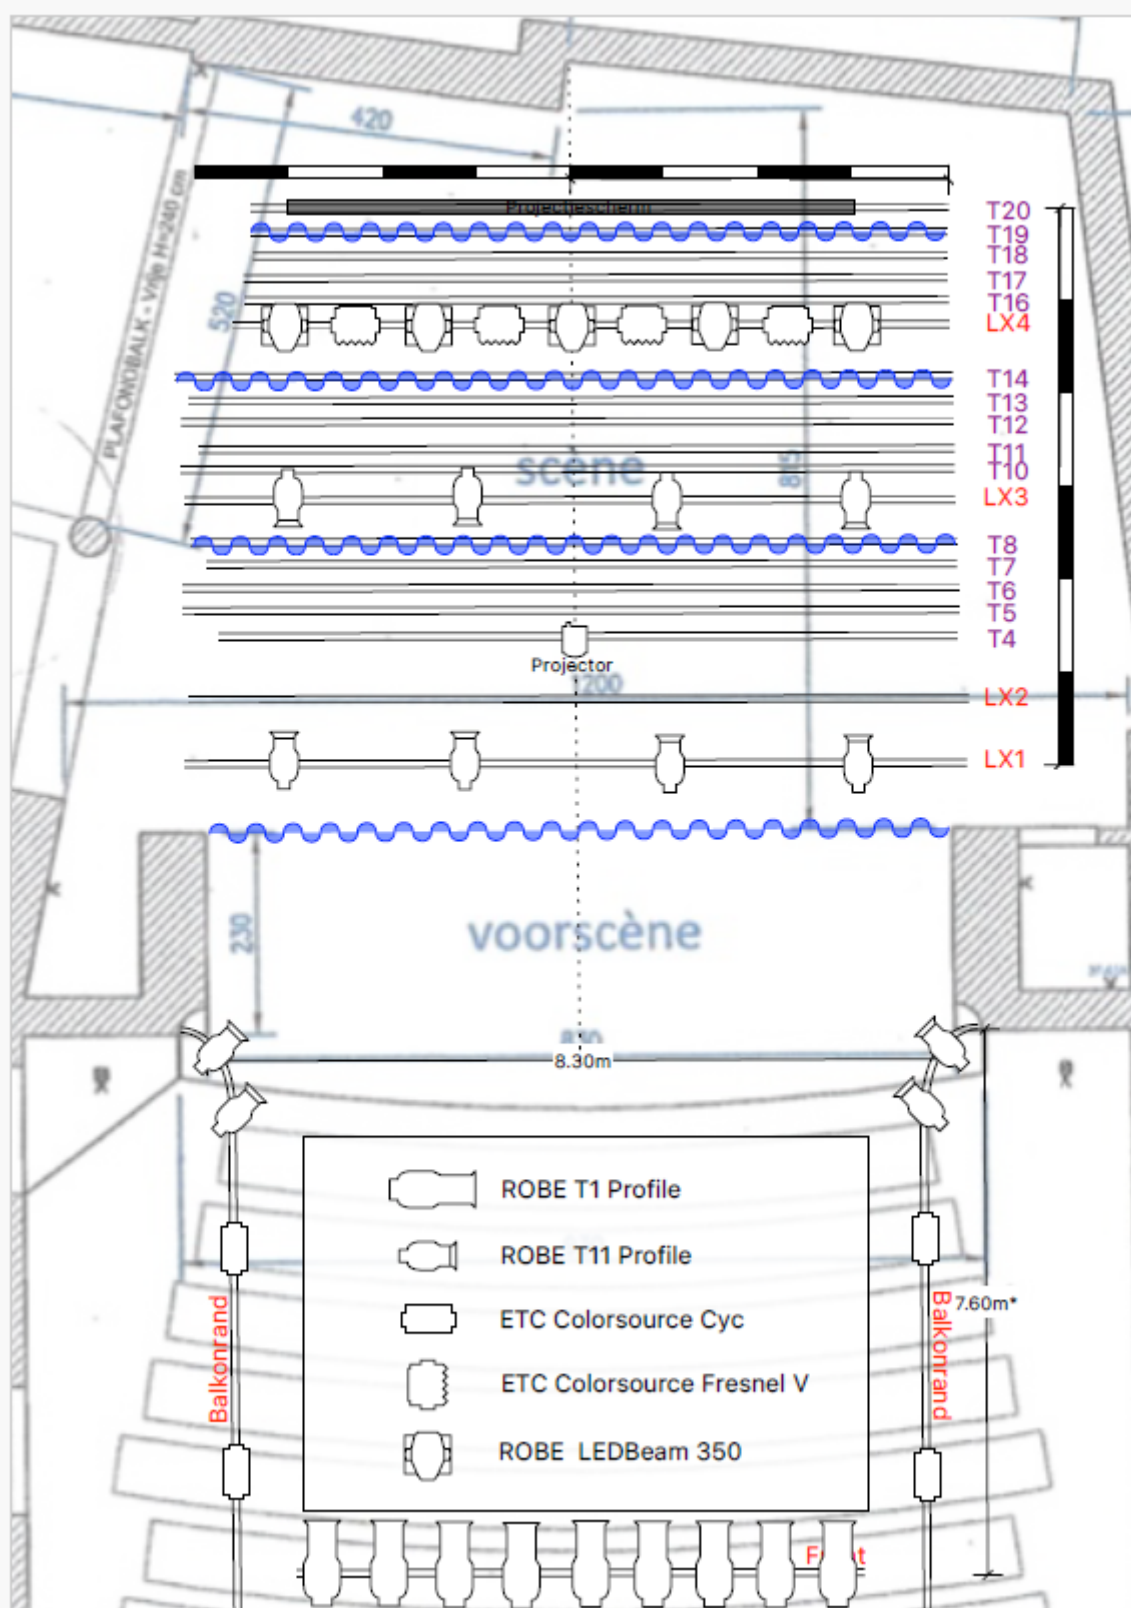 420
PLAFONDBALK - Vrije H=240 cm
520
Projectiescherm
T20
T19
T18
T17
T16
LX4
T14
T13
T12
T11
T10
scène
815
LX3
T8
T7
T6
T5
T4
Projector
1200
LX2
LX1
230
voorscène
830
8.30m
ROBE T1 Profile
ROBE T11 Profile
ETC Colorsource Cyc
ETC Colorsource Fresnel V
ROBE LEDBeam 350
Balkonrand
Balkonrand
7.60m*
Front